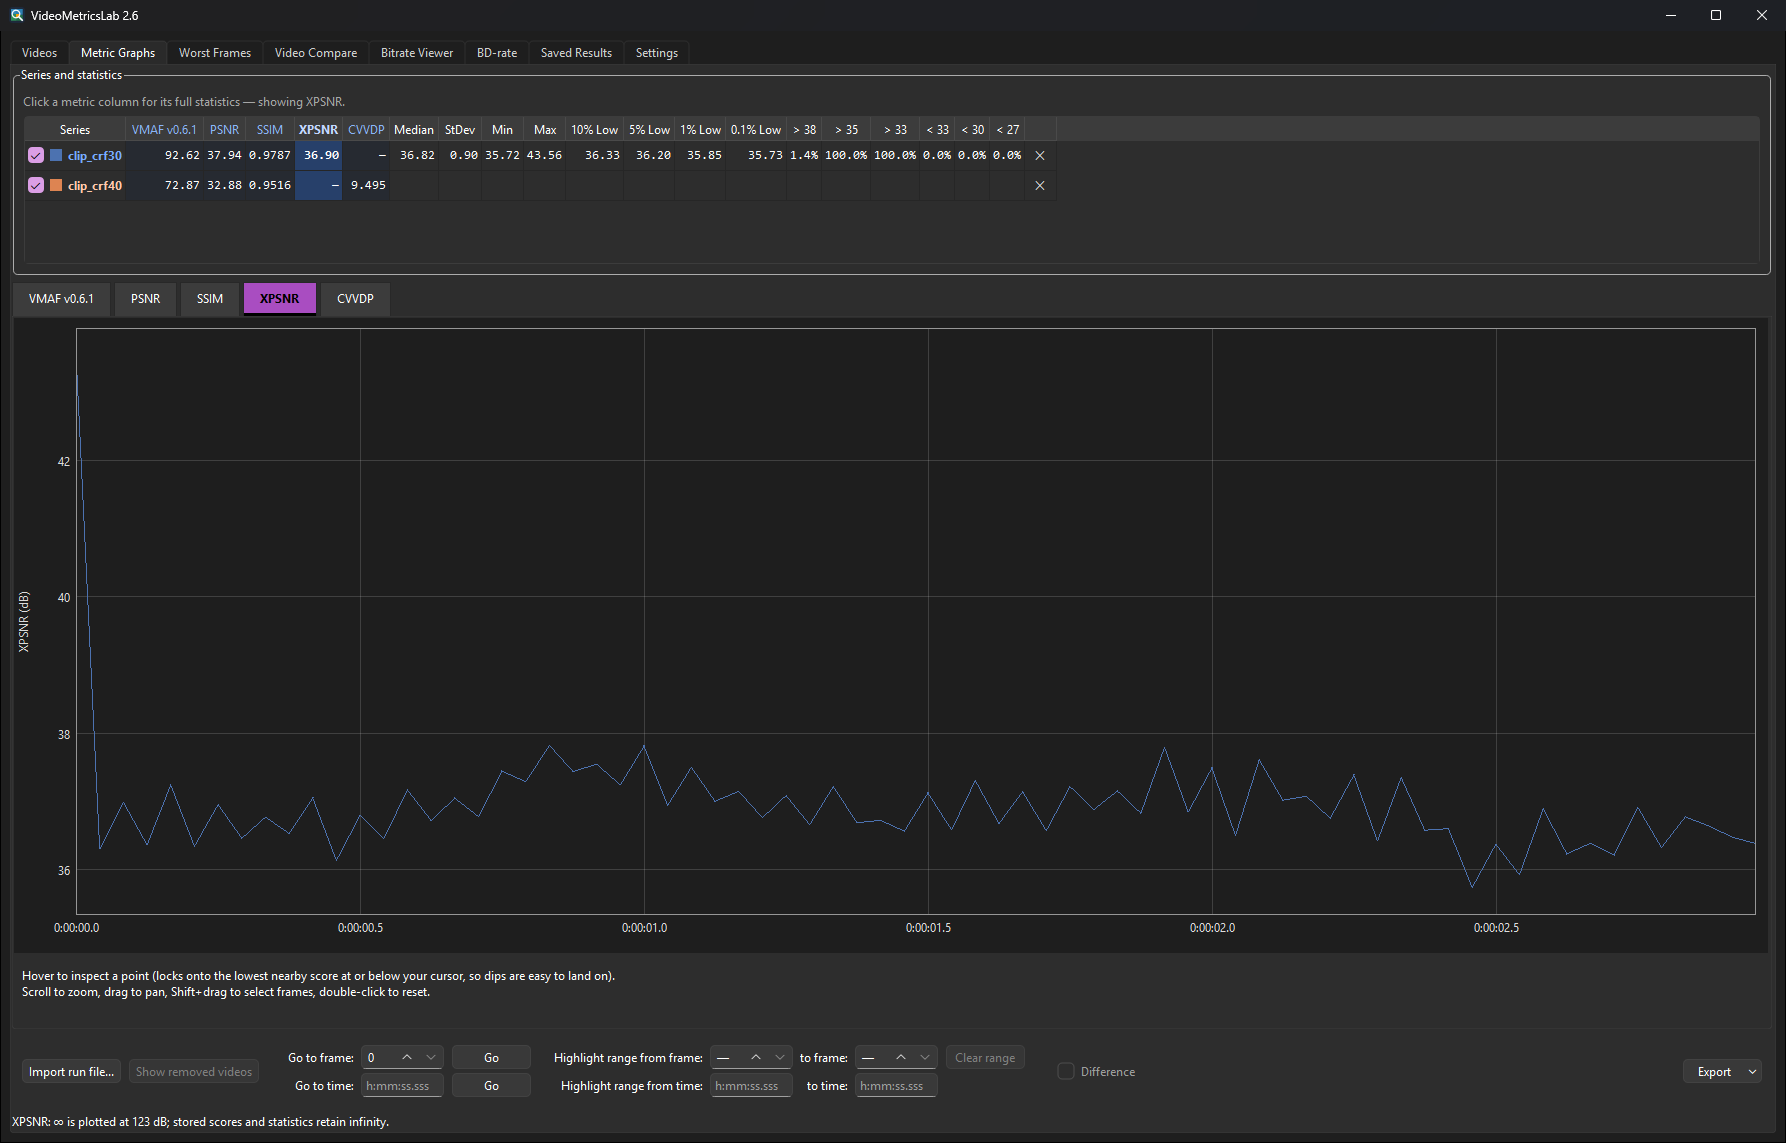 VideoMetricsLab 2.6
Videos Metric Graphs Worst Frames Video Compare Bitrate Viewer BD-rate Saved Results Settings
Series and statistics
Click a metric column for its full statistics — showing XPSNR.
Series VMAF v0.6.1 PSNR SSIM XPSNR CVVDP Median StDev Min Max 10% Low 5% Low 1% Low 0.1% Low > 38 > 35 > 33 < 33 < 30 < 27
clip_crf30 92.62 37.94 0.9787 36.90 — 36.82 0.90 35.72 43.56 36.33 36.20 35.85 35.73 1.4% 100.0% 100.0% 0.0% 0.0% 0.0% ×
clip_crf40 72.87 32.88 0.9516 — 9.495 ×
VMAF v0.6.1 PSNR SSIM XPSNR CVVDP
42
40
XPSNR (dB)
38
36
0:00:00.0 0:00:00.5 0:00:01.0 0:00:01.5 0:00:02.0 0:00:02.5
Hover to inspect a point (locks onto the lowest nearby score at or below your cursor, so dips are easy to land on).
Scroll to zoom, drag to pan, Shift+drag to select frames, double-click to reset.
Go to frame: 0 Go Highlight range from frame: — to frame: — Clear range
Import run file... Show removed videos Difference Export
Go to time: h:mm:ss.sss Go Highlight range from time: h:mm:ss.sss to time: h:mm:ss.sss
XPSNR: ∞ is plotted at 123 dB; stored scores and statistics retain infinity.